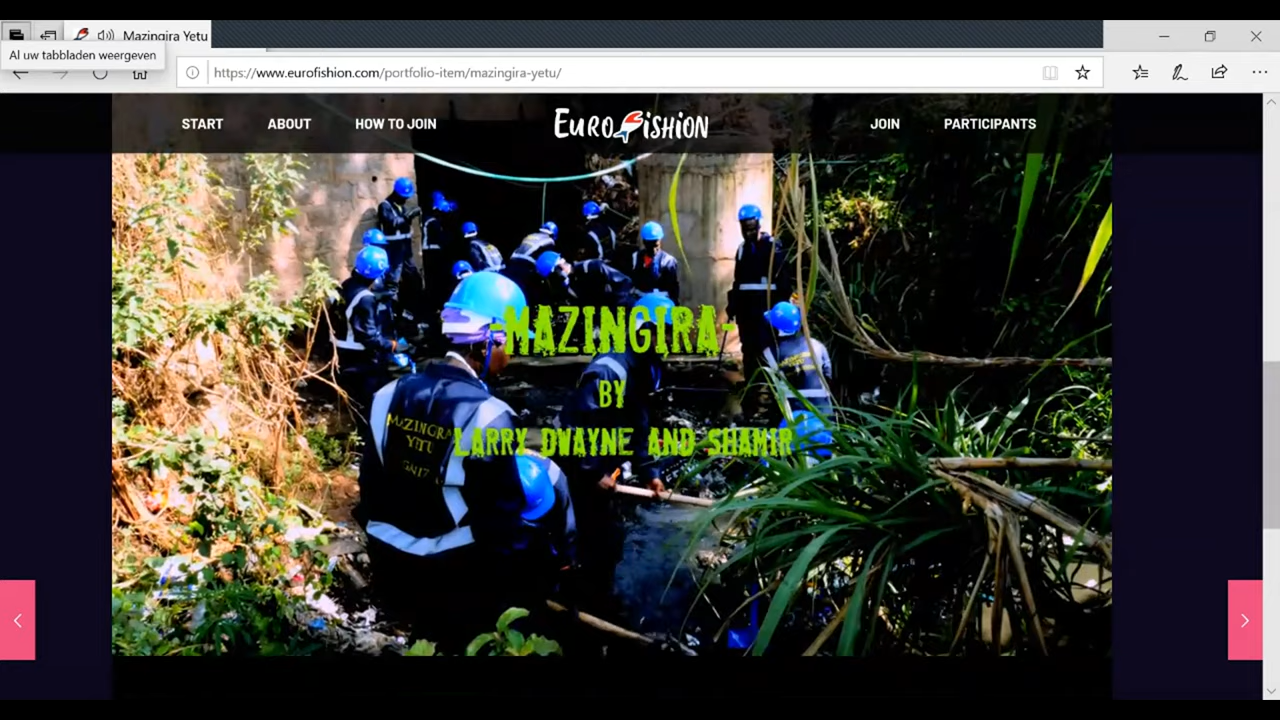 Mazingira Yetu
Al uw tabbladen weergeven
https://www.eurofishion.com/portfolio-item/mazingira-yetu/
START ABOUT HOW TO JOIN EUROFISHION JOIN PARTICIPANTS
-MAZINGIRA-
BY
LARRY DWAYNE AND SHAMIR
MAZINGRA
YETU